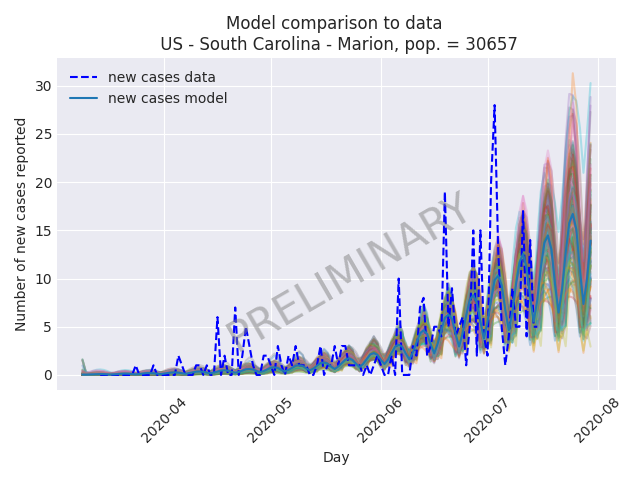 Model comparison to data
US - South Carolina - Marion, pop. = 30657
new cases data
new cases model
PRELIMINARY
Number of new cases reported
30
25
20
15
10
5
0
2020-04
2020-05
2020-06
2020-07
2020-08
Day